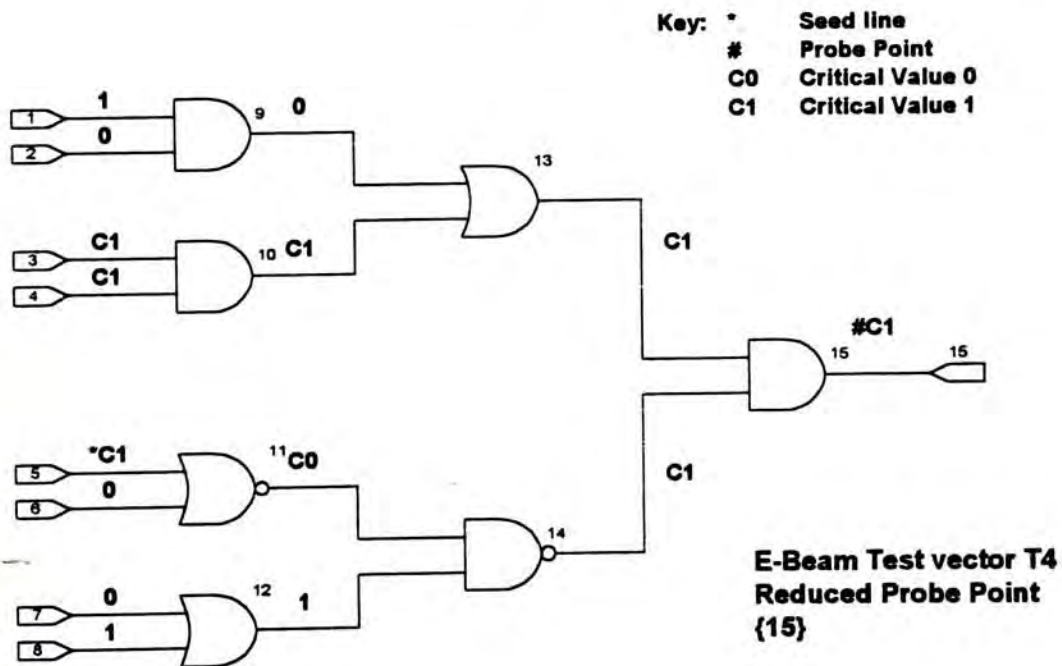 Key: * Seed line
# Probe Point
C0 Critical Value 0
C1 Critical Value 1
1 1 9 0
2 0
13
3 C1 10 C1
4 C1
C1
#C1
15 15
5 *C1 11 C0
6 0
C1
14
7 0 12 1
8 1
E-Beam Test vector T4
Reduced Probe Point
{15}